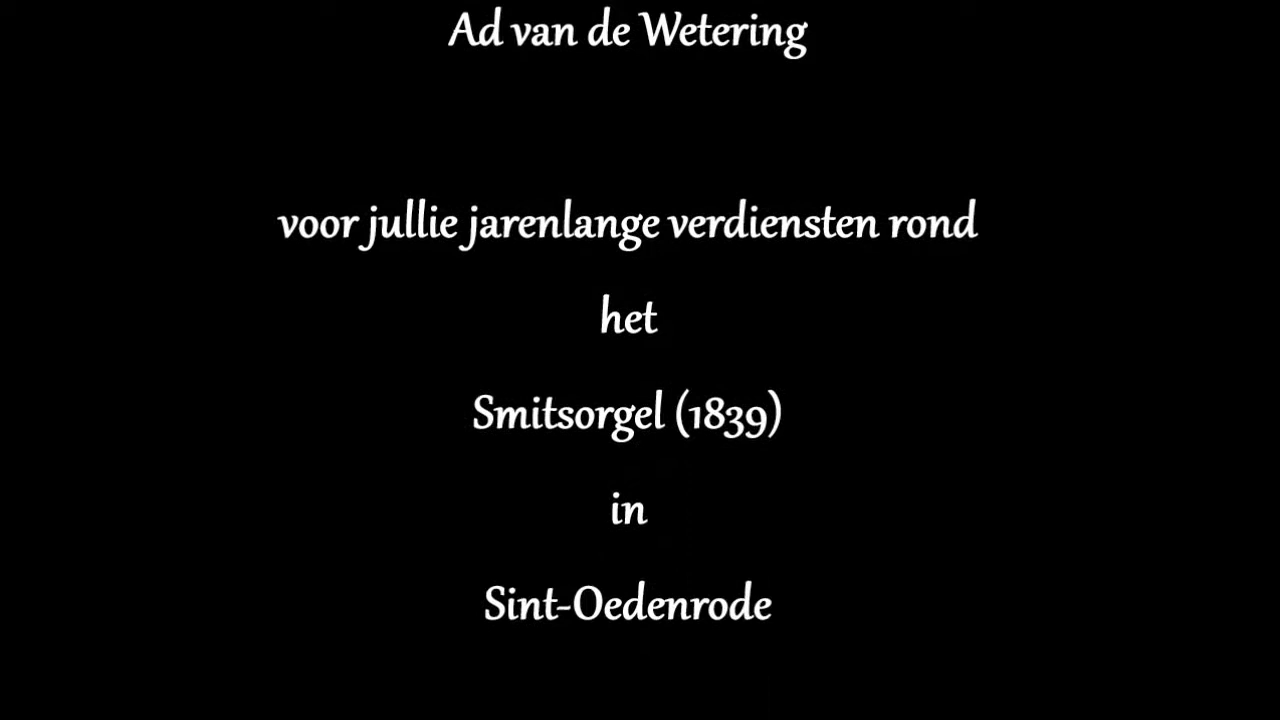 Ad van de Wetering
voor jullie jarenlange verdiensten rond
het
Smitsorgel (1839)
in
Sint-Oedenrode